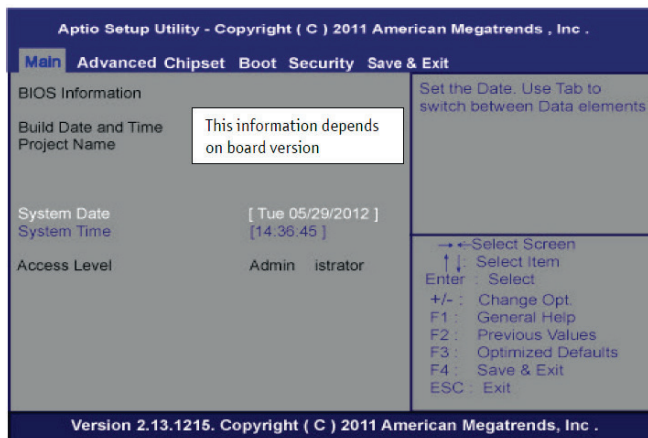 Aptio Setup Utility - Copyright ( C ) 2011 American Megatrends , Inc .
Main Advanced Chipset Boot Security Save & Exit
BIOS Information
Build Date and Time
Project Name
This information depends
on board version
System Date [ Tue 05/29/2012 ]
System Time [14:36:45 ]
Access Level Admin istrator
Set the Date. Use Tab to
switch between Data elements
→←Select Screen
↑↓: Select Item
Enter : Select
+/- : Change Opt.
F1 : General Help
F2 : Previous Values
F3 : Optimized Defaults
F4 : Save & Exit
ESC : Exit
Version 2.13.1215. Copyright ( C ) 2011 American Megatrends, Inc .